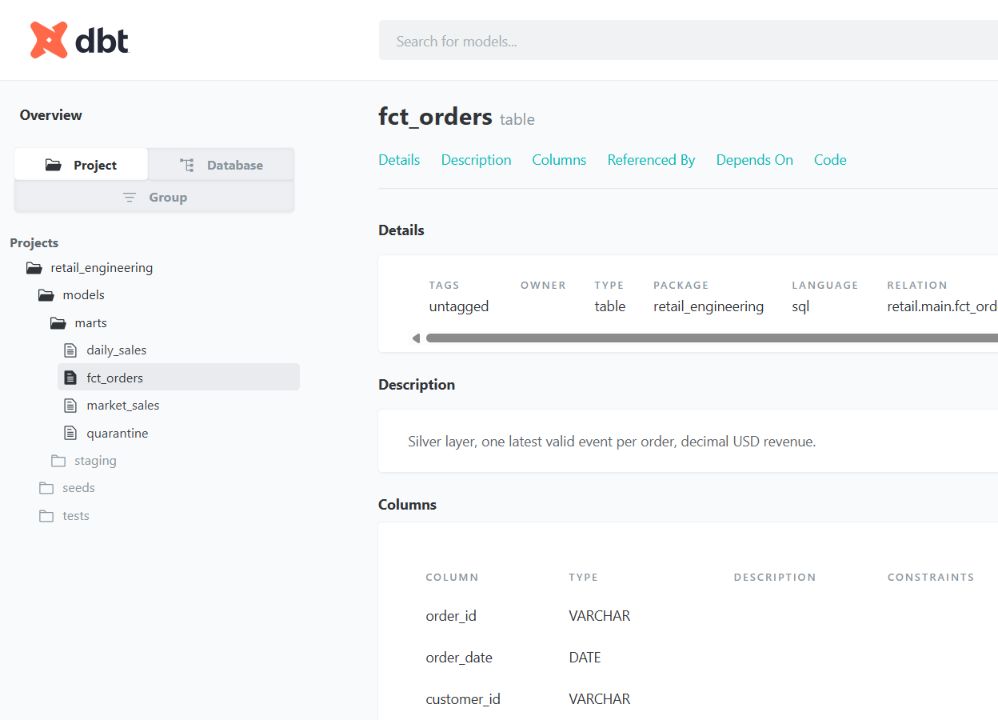 dbt
Search for models...
Overview
Project
Database
Group
Projects
retail_engineering
models
marts
daily_sales
fct_orders
market_sales
quarantine
staging
seeds
tests
fct_orders table
Details Description Columns Referenced By Depends On Code
Details
TAGS OWNER TYPE PACKAGE LANGUAGE RELATION
untagged table retail_engineering sql retail.main.fct_ord
Description
Silver layer, one latest valid event per order, decimal USD revenue.
Columns
COLUMN TYPE DESCRIPTION CONSTRAINTS
order_id VARCHAR
order_date DATE
customer_id VARCHAR